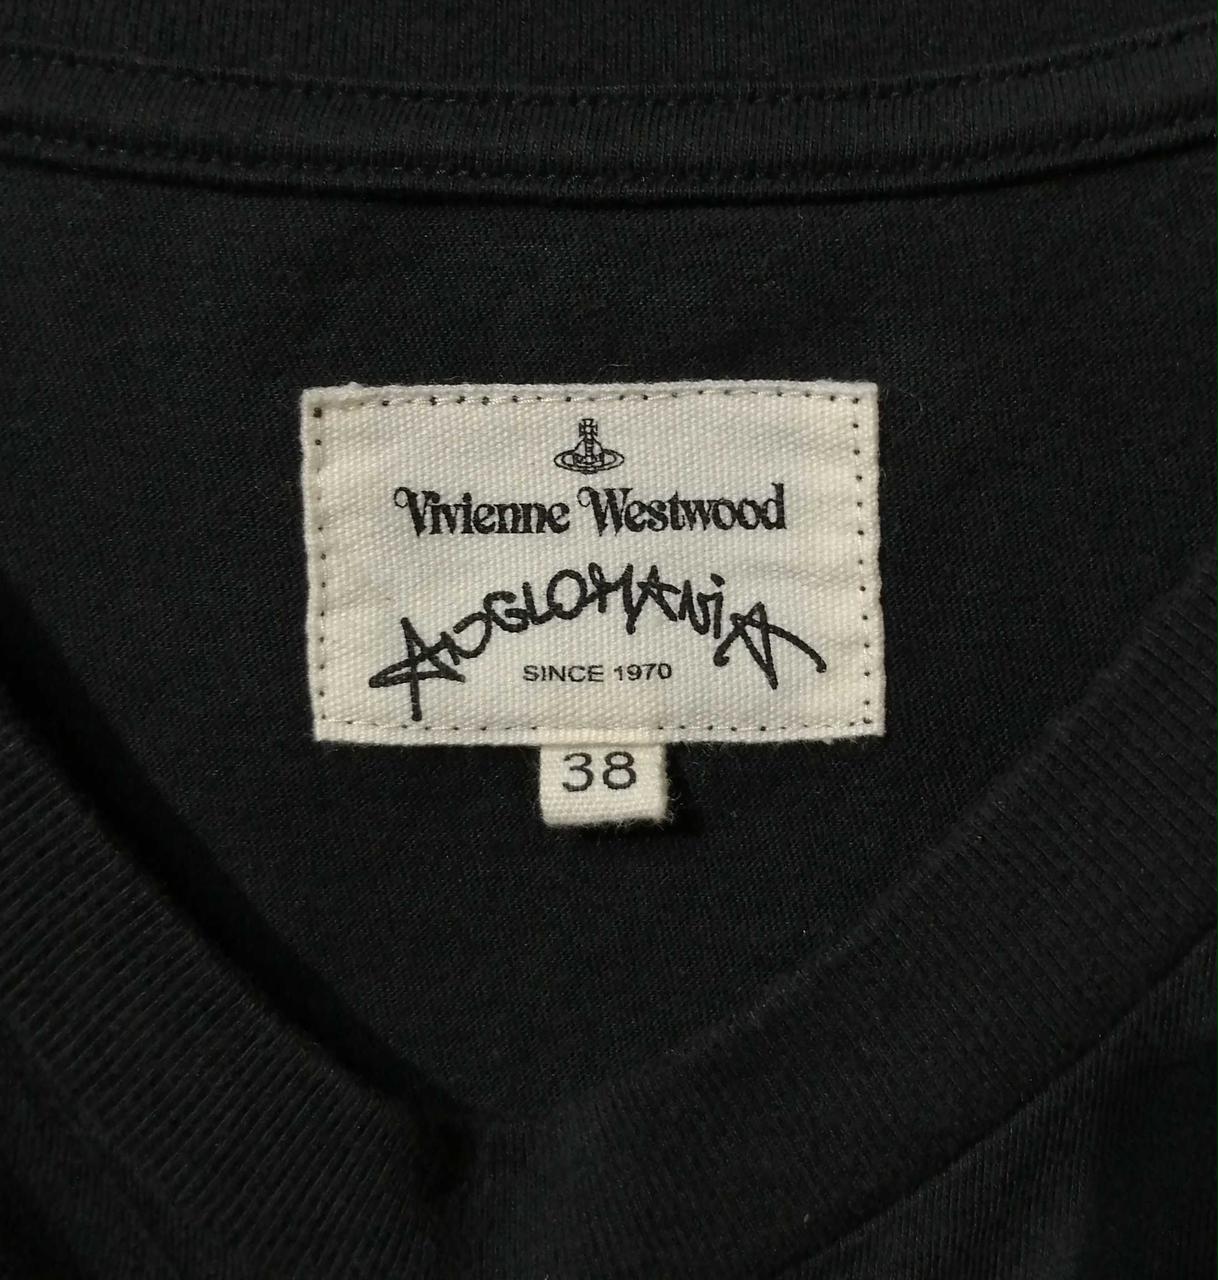 Vivienne Westwood
ANGLOMANiA
SINCE 1970
38